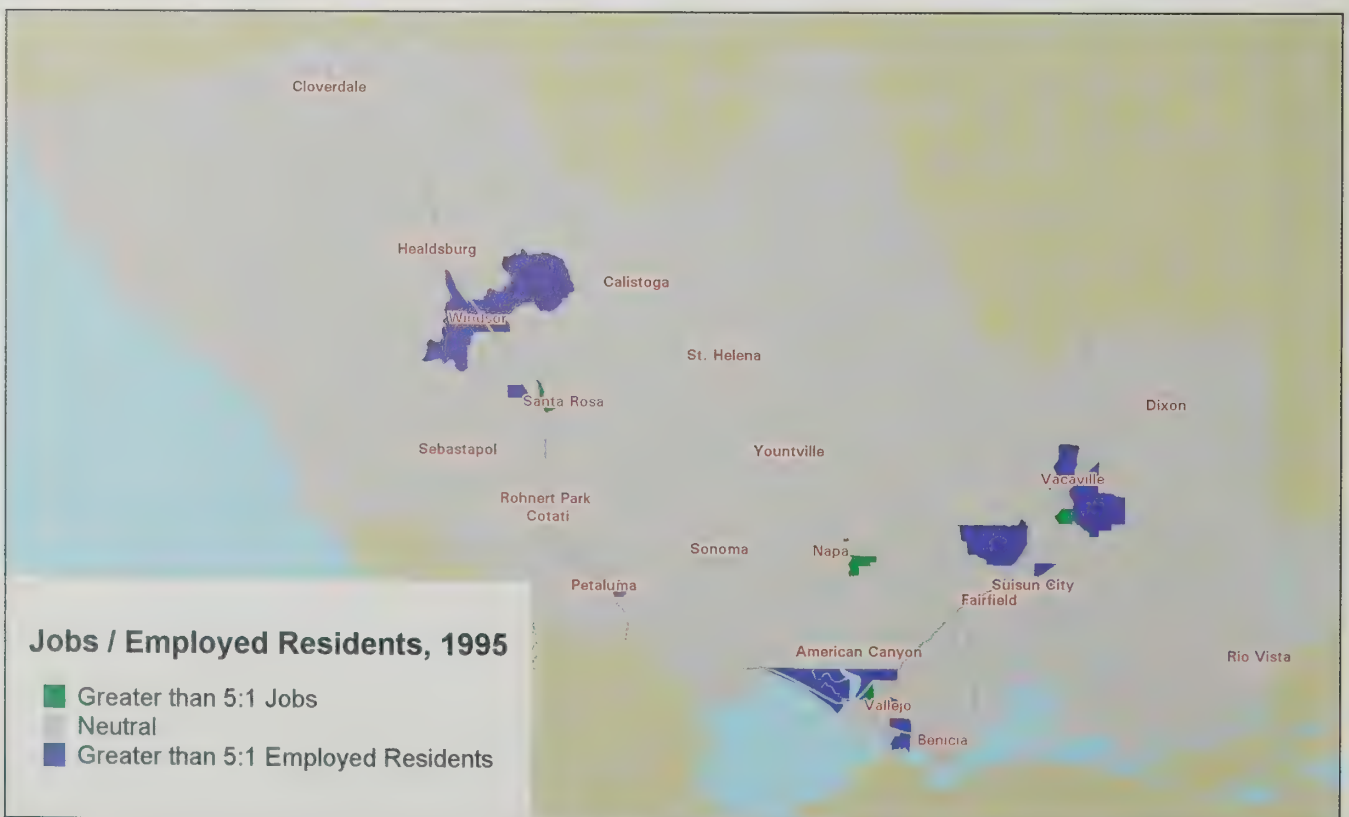 Cloverdale
Healdsburg
Calistoga
Windsor
St. Helena
Santa Rosa
Dixon
Sebastapol
Yountville
Vacaville
Rohnert Park
Cotati
Sonoma
Napa
Petaluma
Suisun City
Fairfield
American Canyon
Rio Vista
Vallejo
Benicia
Jobs / Employed Residents, 1995
Greater than 5:1 Jobs
Neutral
Greater than 5:1 Employed Residents